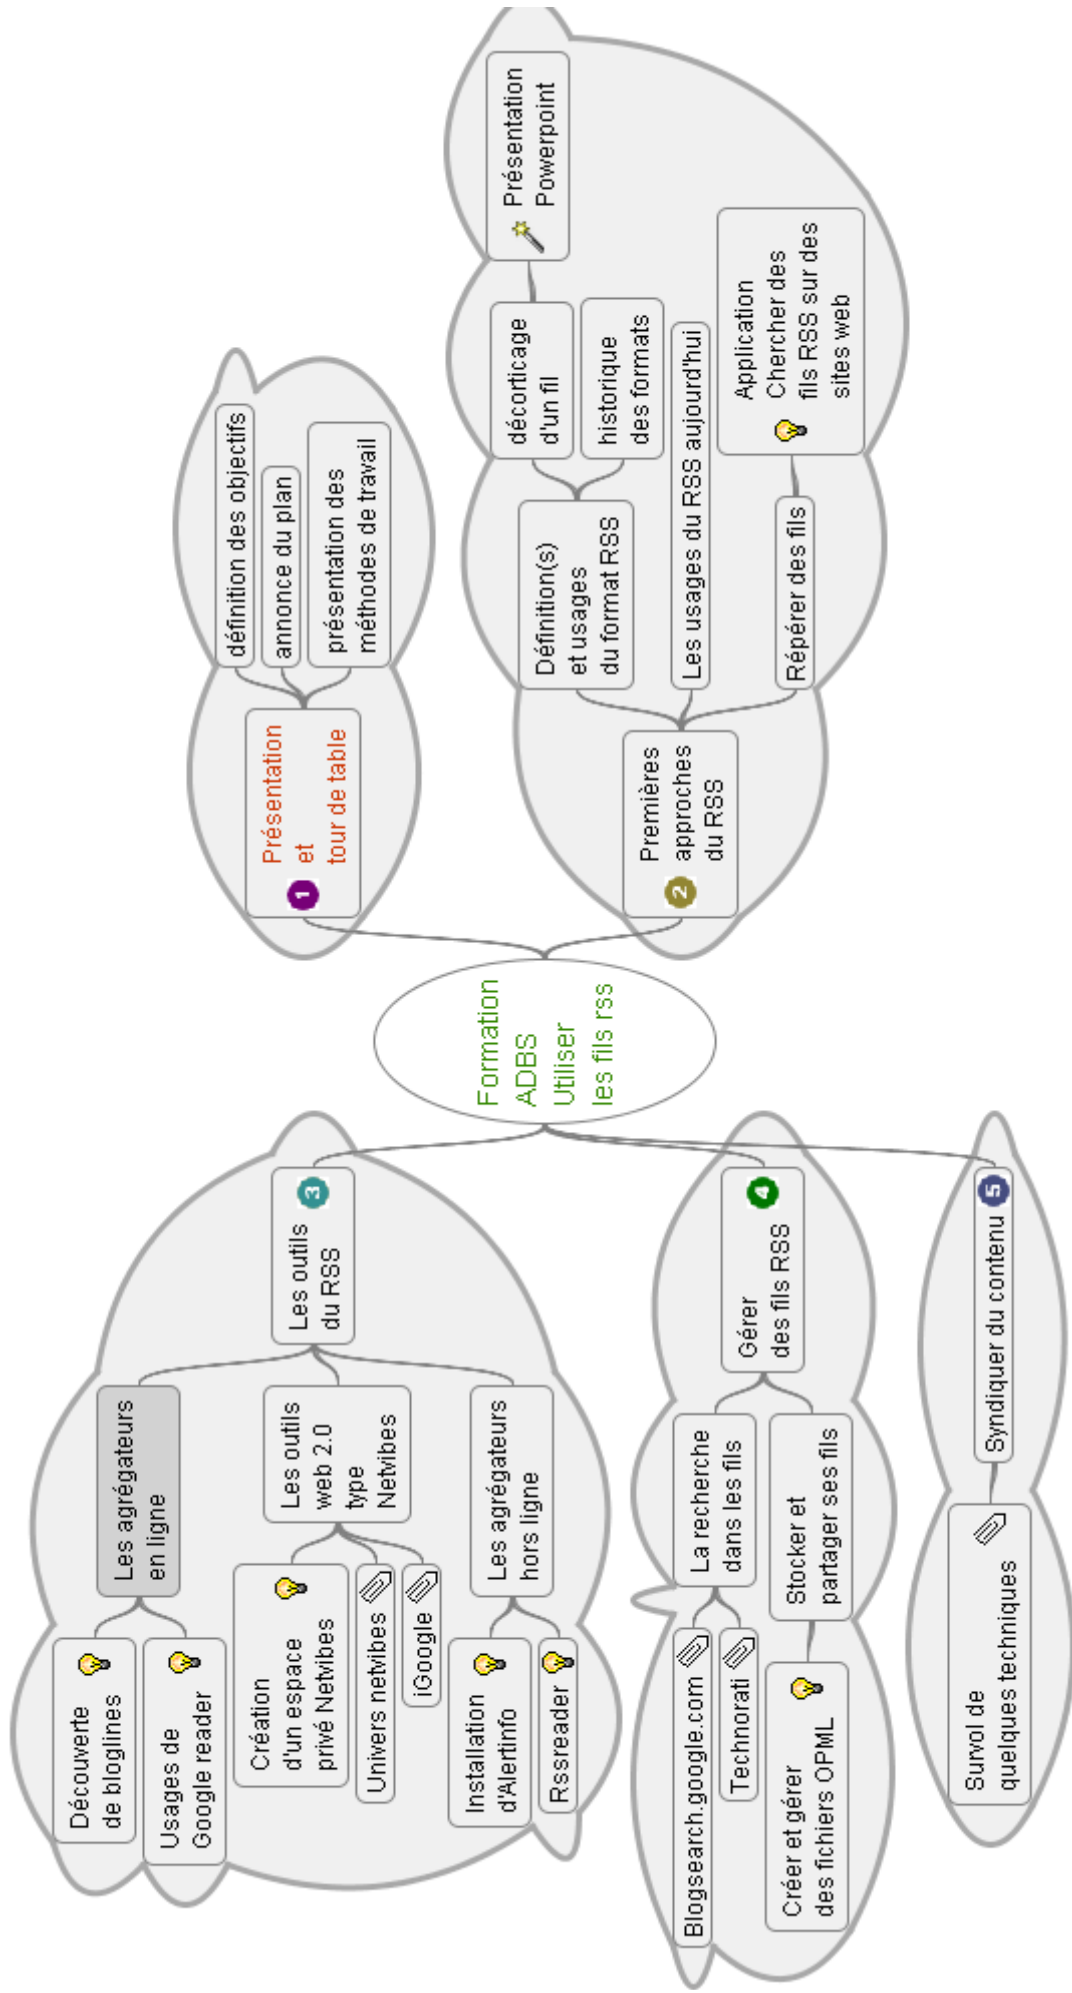 Formation
ADBS
Utiliser
les fils rss
1
Présentation
et
tour de table
définition des objectifs
annonce du plan
présentation des
méthodes de travail
2
Premières
approches
du RSS
Définition(s)
et usages
du format RSS
décorticage
d'un fil
Présentation
Powerpoint
historique
des formats
Les usages du RSS aujourd'hui
Répérer des fils
Application
Chercher des
fils RSS sur des
sites web
3
Les outils
du RSS
Les agrégateurs
en ligne
Découverte
de bloglines
Usages de
Google reader
Les outils
web 2.0
type
Netvibes
Création
d'un espace
privé Netvibes
Univers netvibes
iGoogle
Les agrégateurs
hors ligne
Installation
d'Alertinfo
Rssreader
4
Gérer
des fils RSS
La recherche
dans les fils
Blogsearch.google.com
Technorati
Stocker et
partager ses fils
Créer et gérer
des fichiers OPML
5
Syndiquer du contenu
Survol de
quelques techniques